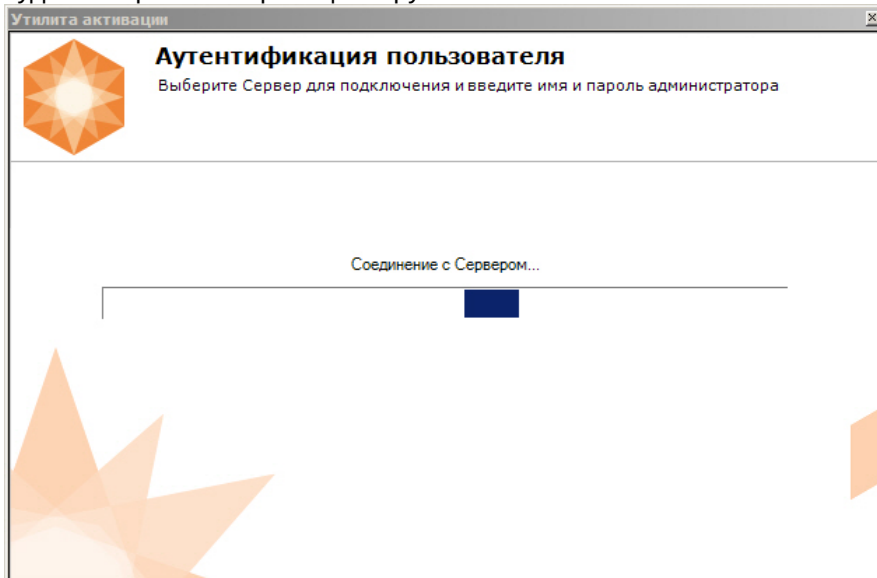 Утилита активации
Аутентификация пользователя
Выберите Сервер для подключения и введите имя и пароль администратора
Соединение с Сервером...